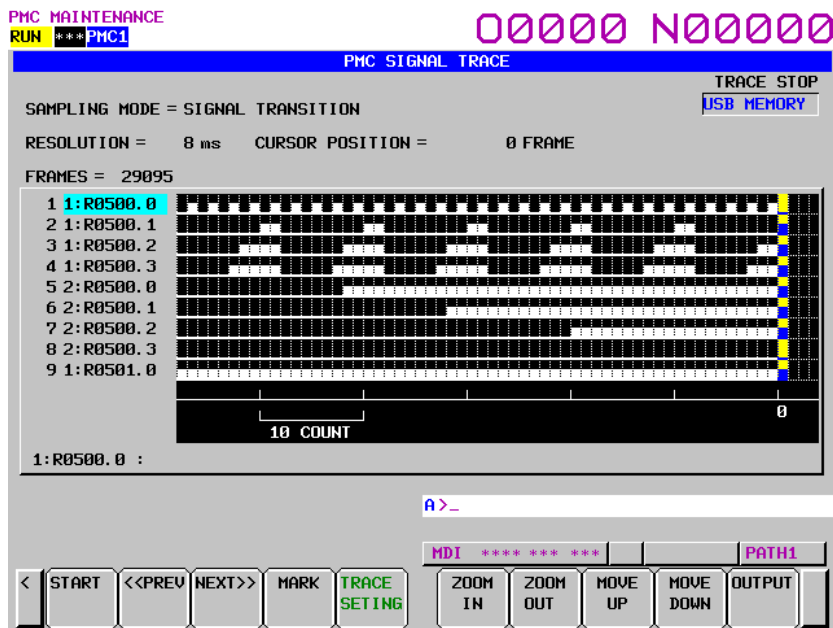 PMC MAINTENANCE
O0000 N00000
RUN ***PMC1
PMC SIGNAL TRACE
TRACE STOP
SAMPLING MODE = SIGNAL TRANSITION
USB MEMORY
RESOLUTION = 8 ms CURSOR POSITION = 0 FRAME
FRAMES = 29095
1 1:R0500.0
2 1:R0500.1
3 1:R0500.2
4 1:R0500.3
5 2:R0500.0
6 2:R0500.1
7 2:R0500.2
8 2:R0500.3
9 1:R0501.0
0
10 COUNT
1:R0500.0 :
A>_
MDI **** *** *** PATH1
< START <<PREV NEXT>> MARK TRACE SETING ZOOM IN ZOOM OUT MOVE UP MOVE DOWN OUTPUT